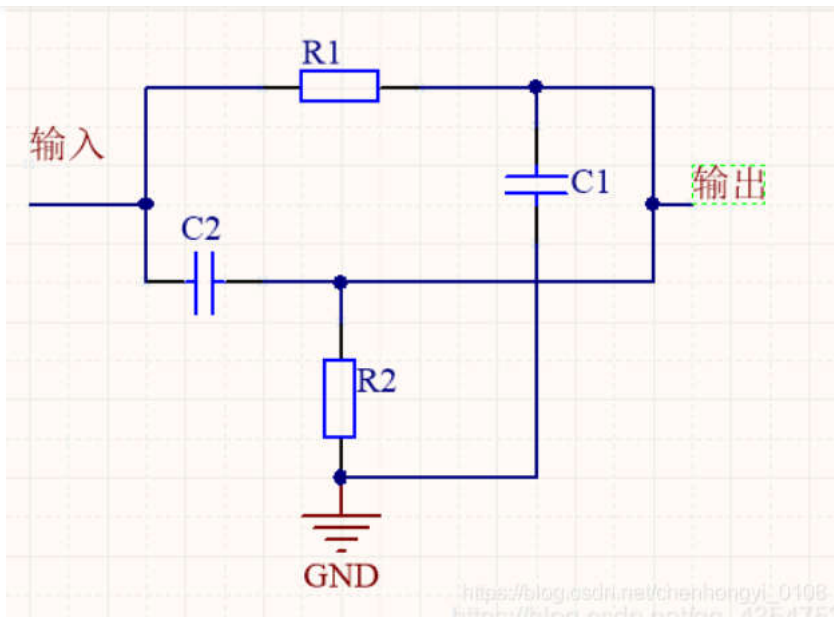 R1
输入
C1
输出
C2
R2
GND
https://blog.csdn.net/chenhongyi_0108